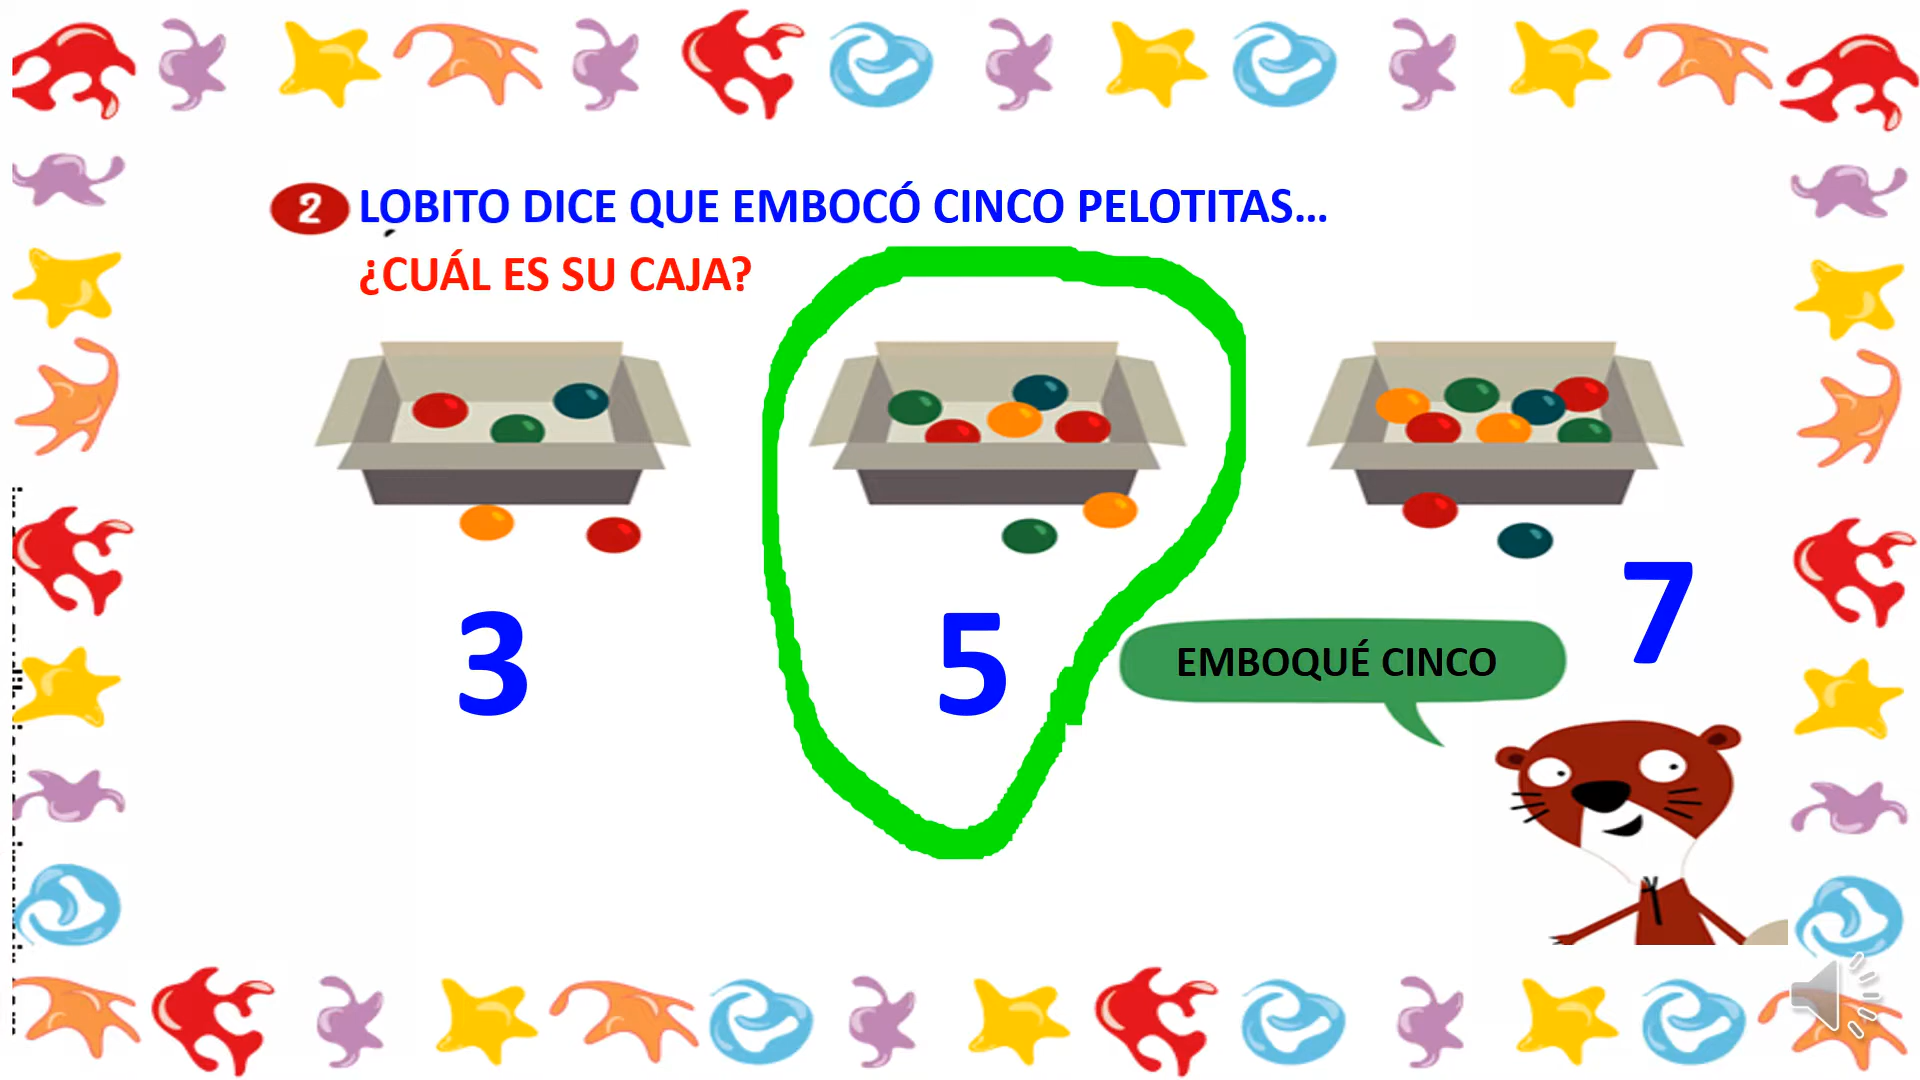 2 LOBITO DICE QUE EMBOCÓ CINCO PELOTITAS...
¿CUÁL ES SU CAJA?
3
5
7
EMBOQUÉ CINCO